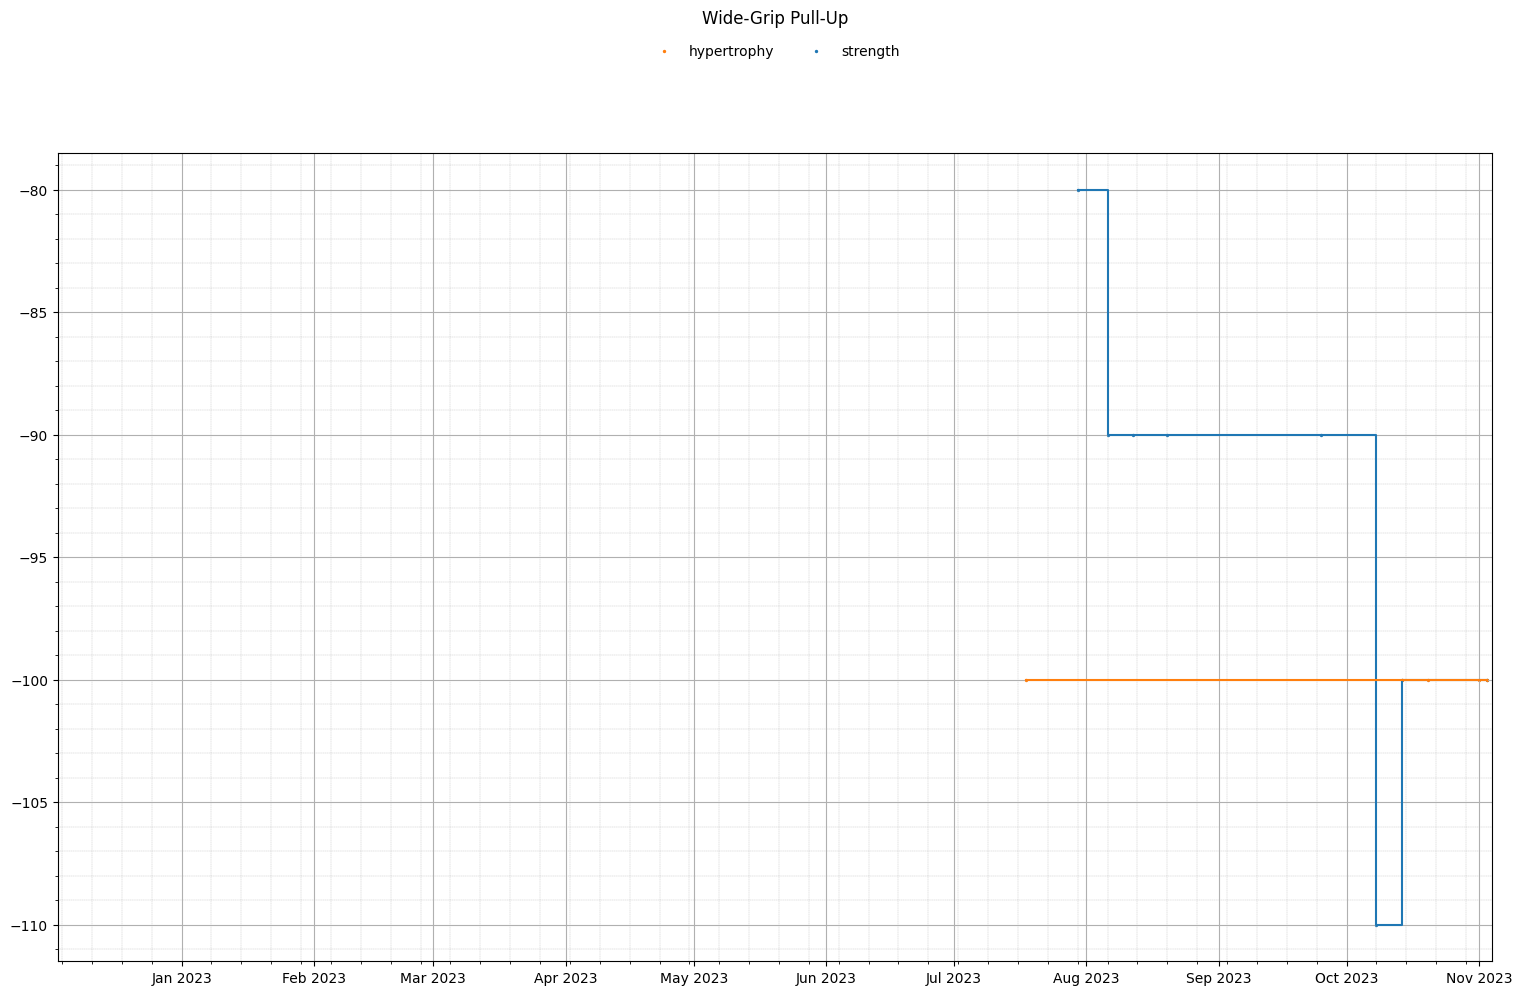 Wide-Grip Pull-Up
hypertrophy strength
−80
−85
−90
−95
−100
−105
−110
Jan 2023 Feb 2023 Mar 2023 Apr 2023 May 2023 Jun 2023 Jul 2023 Aug 2023 Sep 2023 Oct 2023 Nov 2023